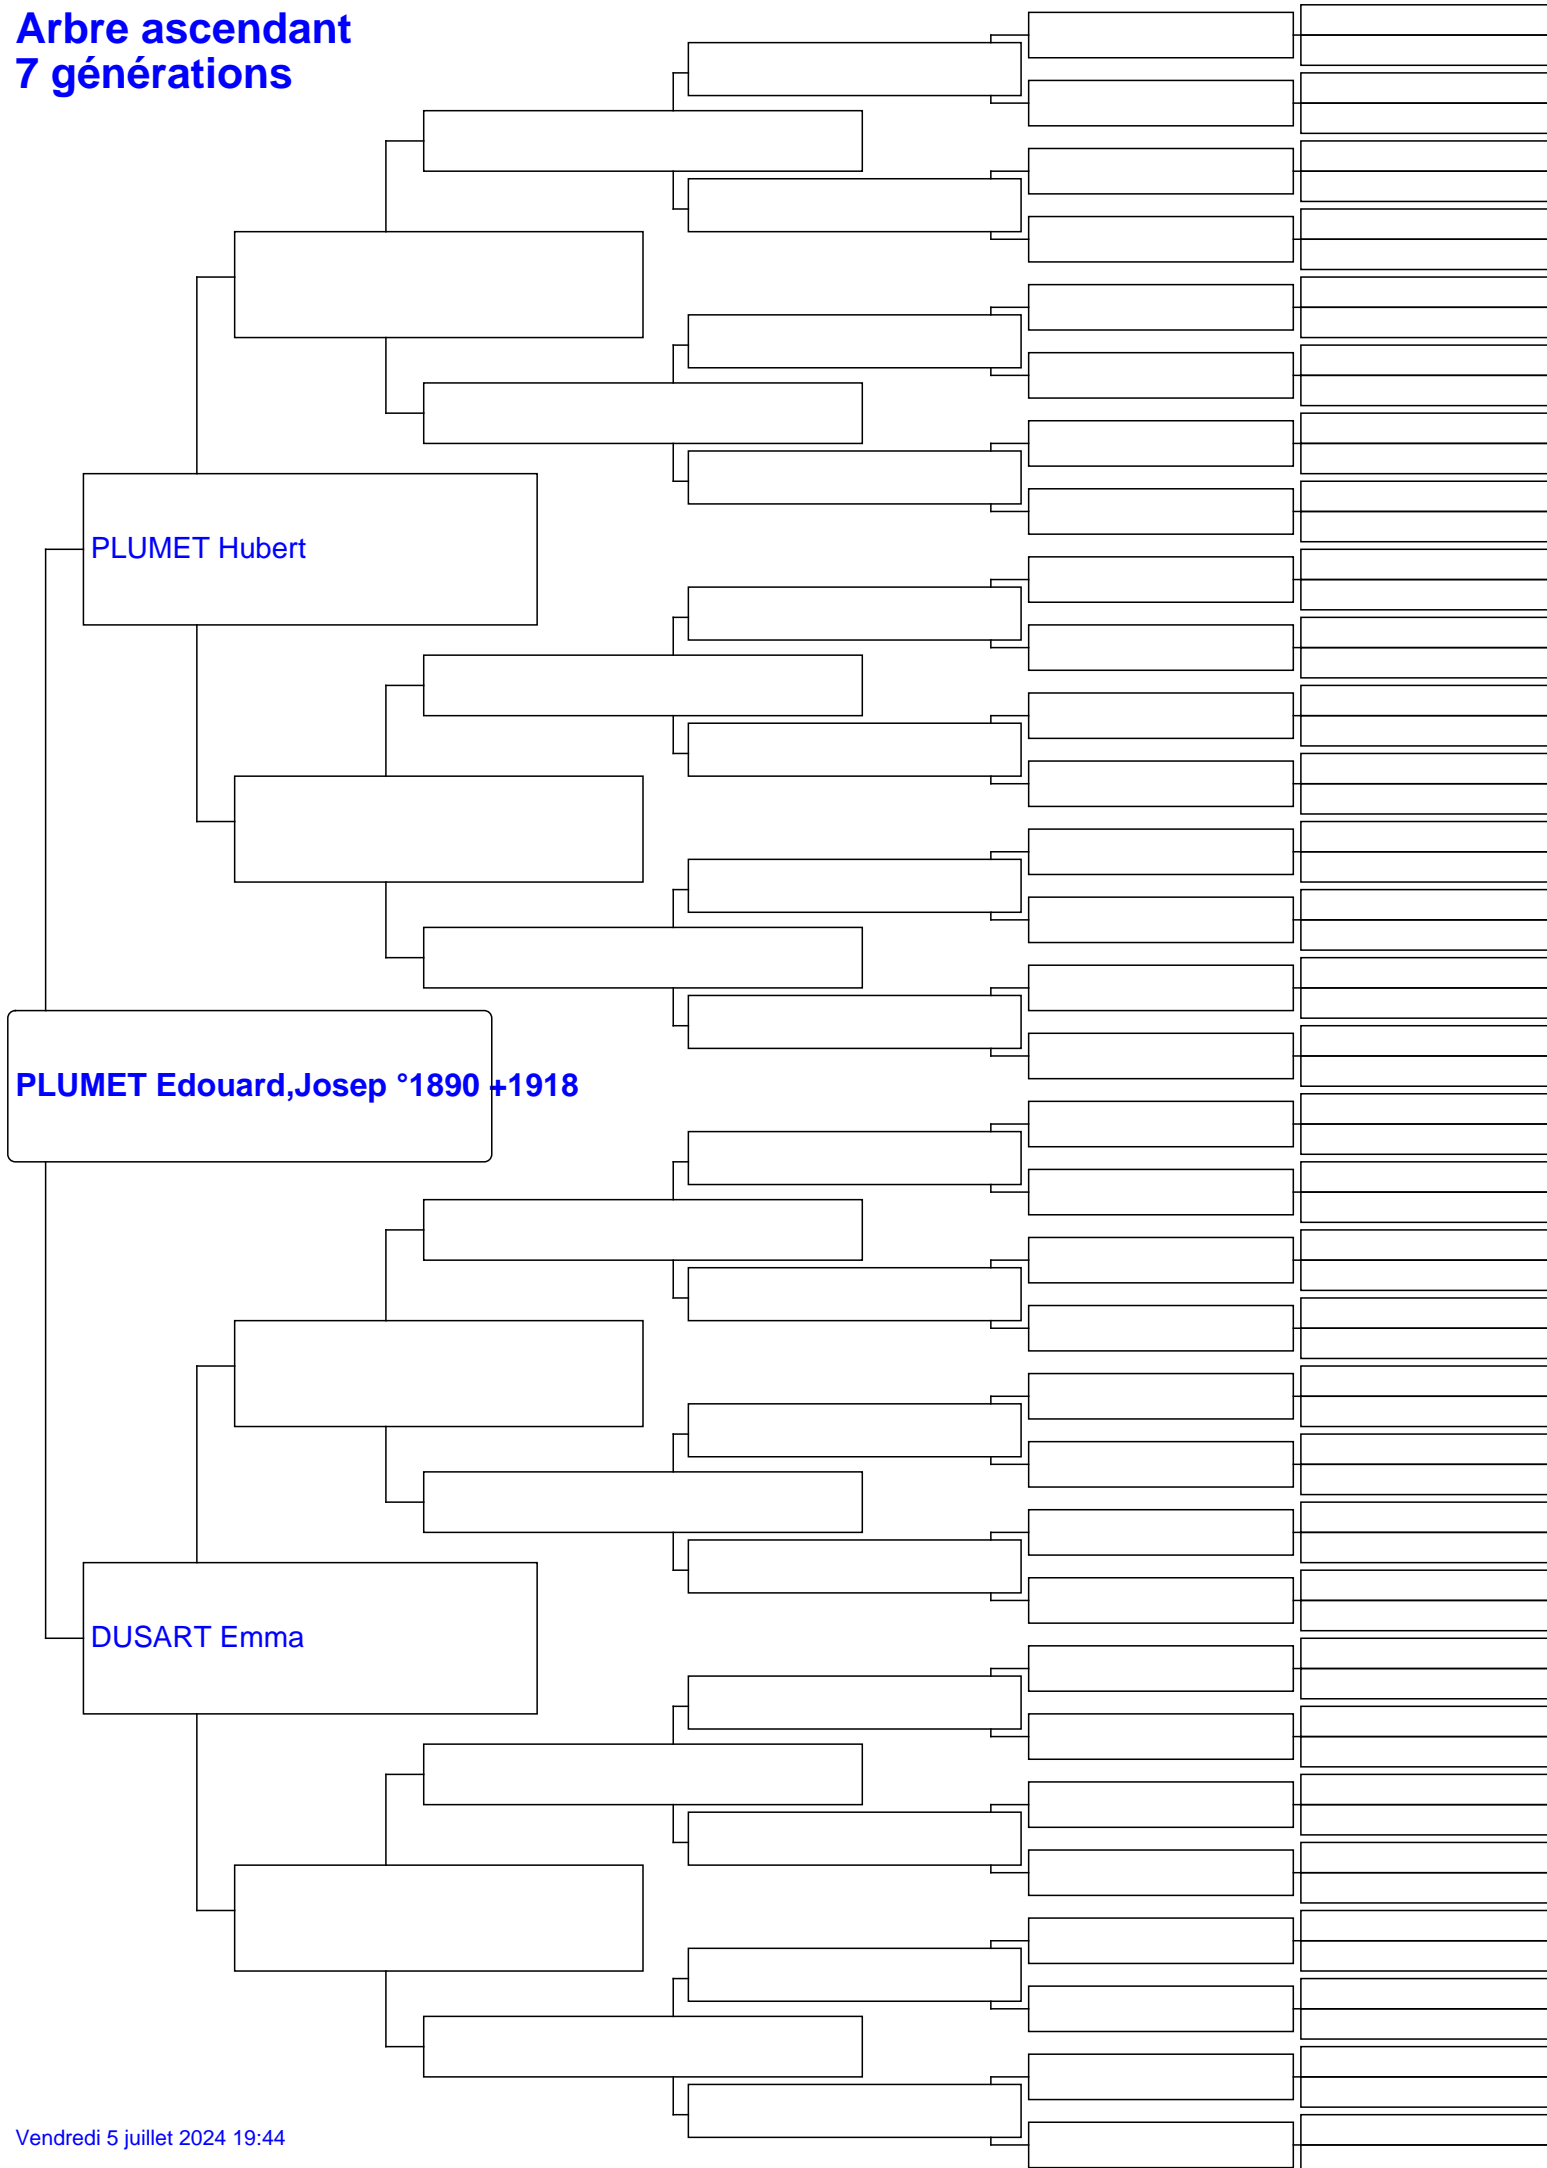 Arbre ascendant
7 générations
PLUMET Hubert
PLUMET Edouard,Josep °1890 +1918
DUSART Emma
Vendredi 5 juillet 2024 19:44